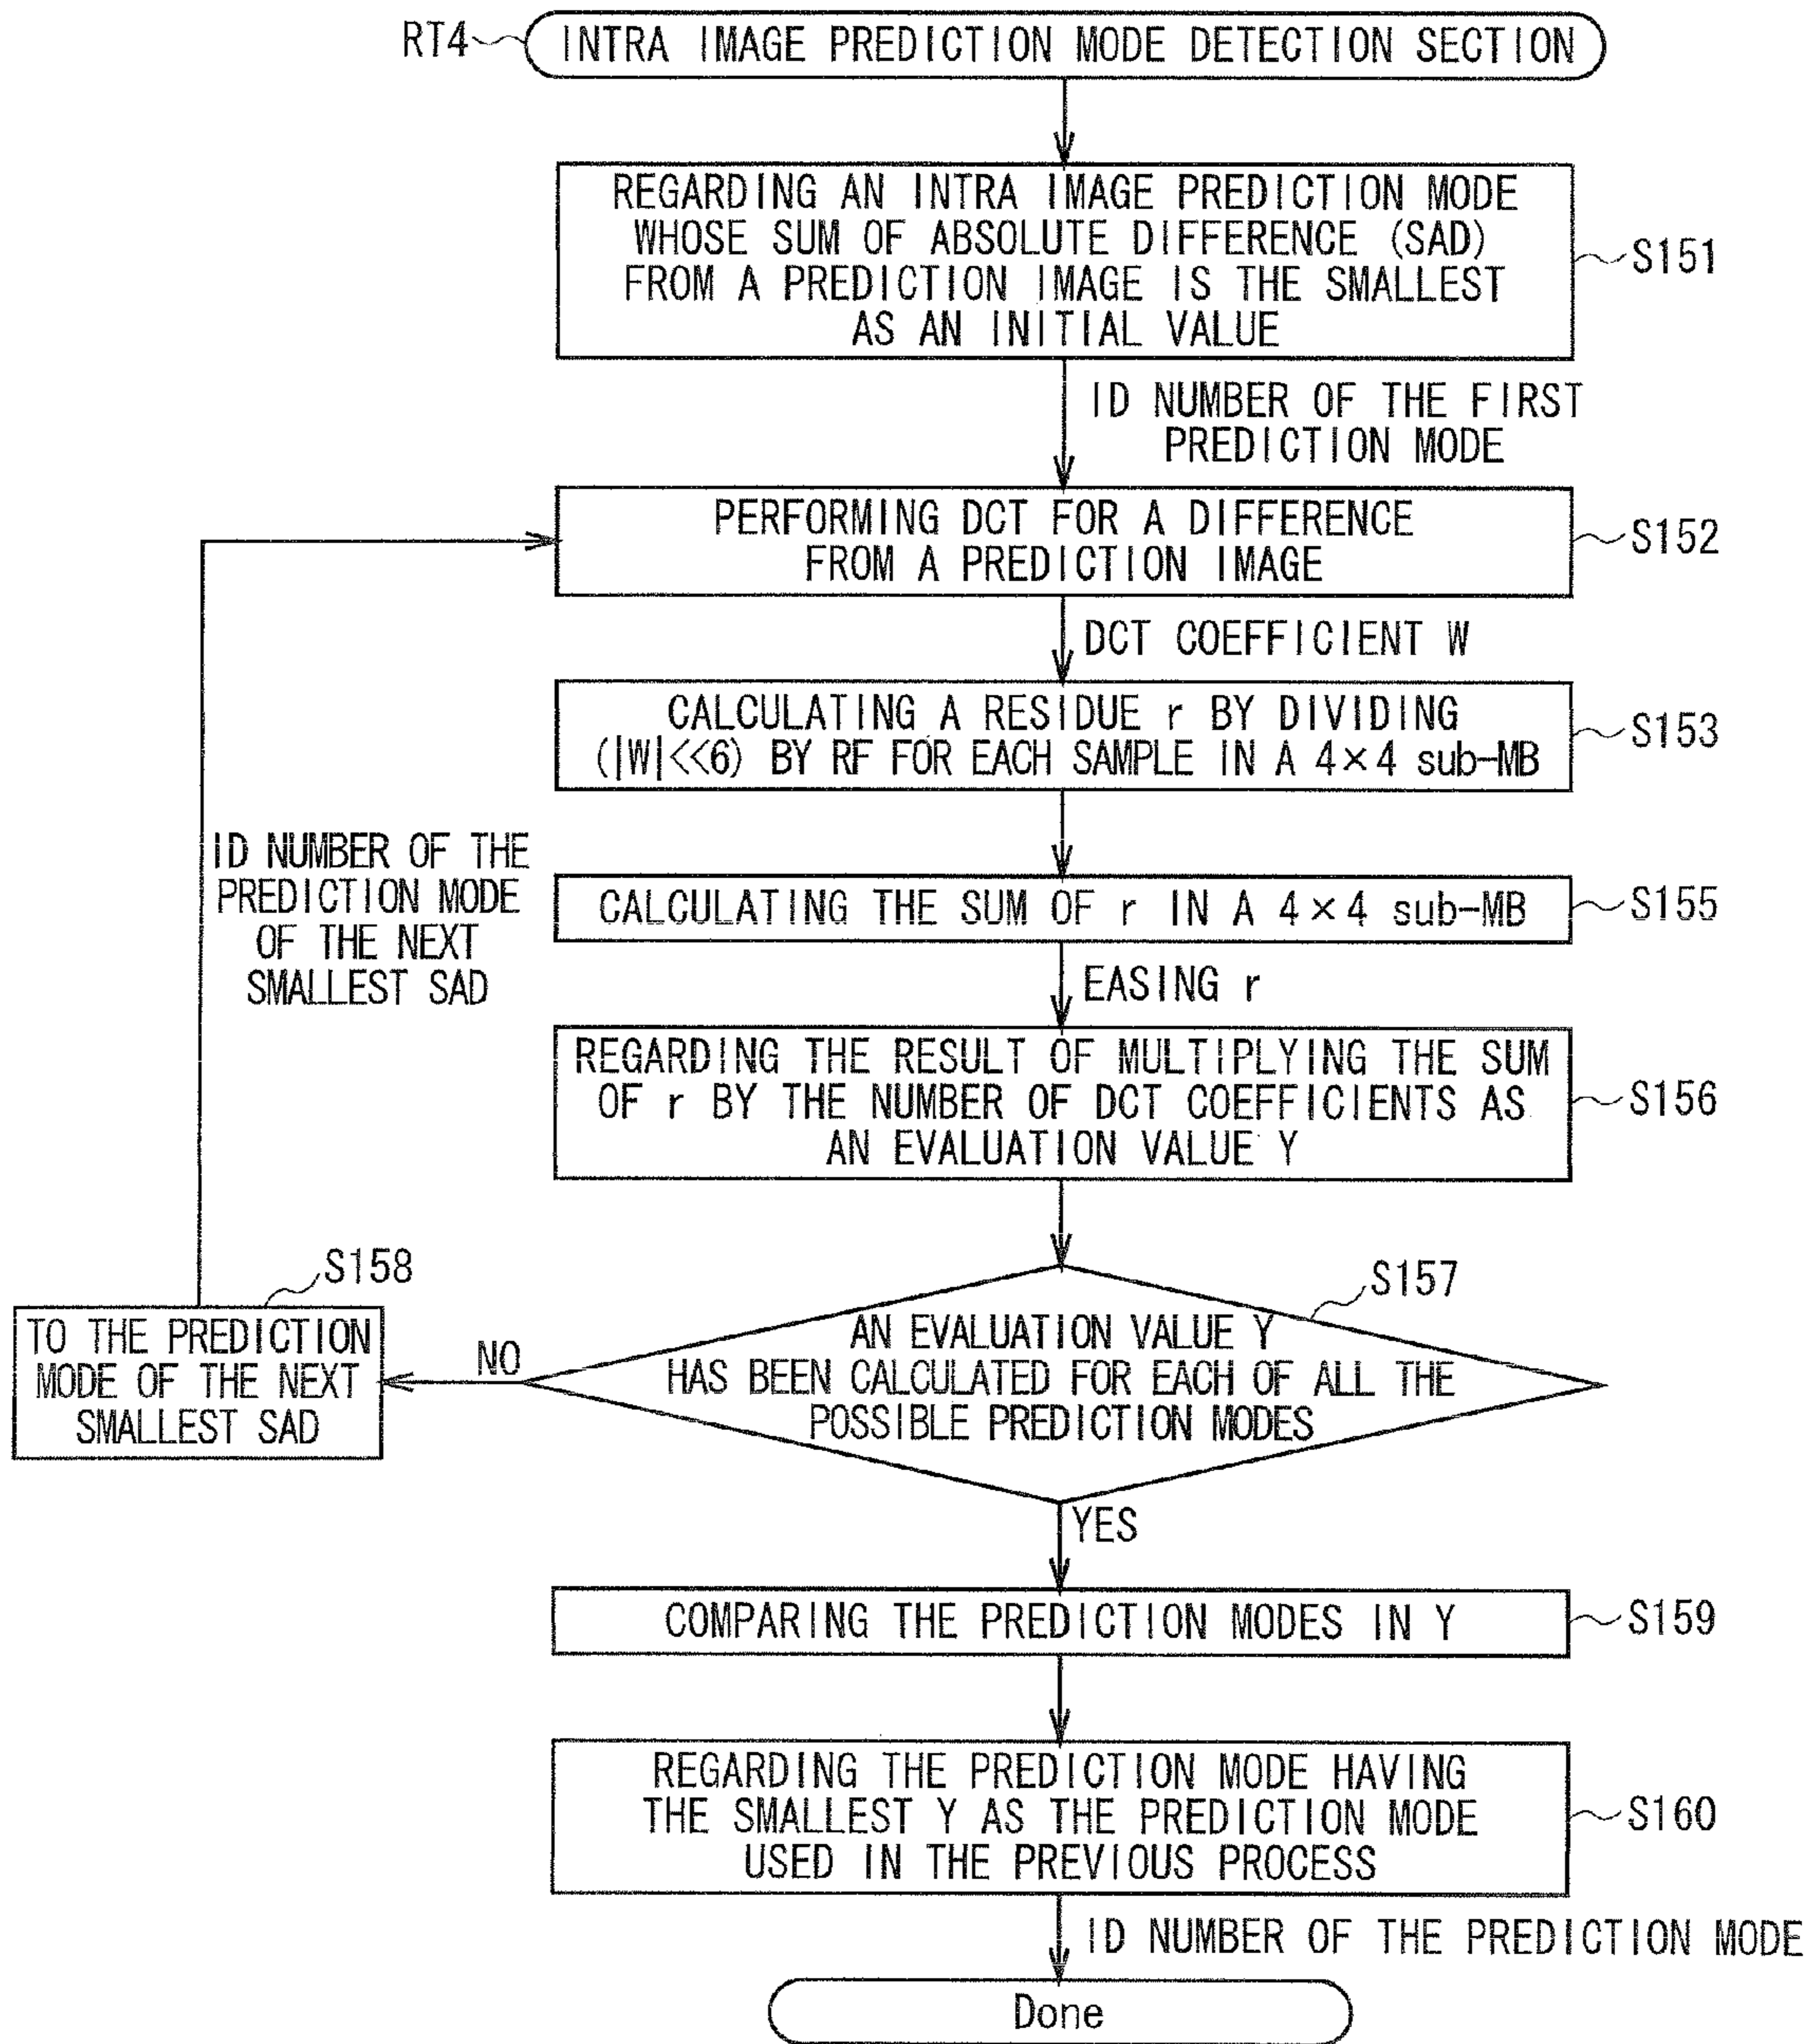 RT4
INTRA IMAGE PREDICTION MODE DETECTION SECTION
REGARDING AN INTRA IMAGE PREDICTION MODE
WHOSE SUM OF ABSOLUTE DIFFERENCE (SAD)
FROM A PREDICTION IMAGE IS THE SMALLEST
AS AN INITIAL VALUE
S151
ID NUMBER OF THE FIRST
PREDICTION MODE
PERFORMING DCT FOR A DIFFERENCE
FROM A PREDICTION IMAGE
S152
DCT COEFFICIENT W
CALCULATING A RESIDUE r BY DIVIDING
(|W|<<6) BY RF FOR EACH SAMPLE IN A 4×4 sub-MB
S153
ID NUMBER OF THE
PREDICTION MODE
OF THE NEXT
SMALLEST SAD
CALCULATING THE SUM OF r IN A 4×4 sub-MB
S155
EASING r
REGARDING THE RESULT OF MULTIPLYING THE SUM
OF r BY THE NUMBER OF DCT COEFFICIENTS AS
AN EVALUATION VALUE Y
S156
S158
TO THE PREDICTION
MODE OF THE NEXT
SMALLEST SAD
NO
S157
AN EVALUATION VALUE Y
HAS BEEN CALCULATED FOR EACH OF ALL THE
POSSIBLE PREDICTION MODES
YES
COMPARING THE PREDICTION MODES IN Y
S159
REGARDING THE PREDICTION MODE HAVING
THE SMALLEST Y AS THE PREDICTION MODE
USED IN THE PREVIOUS PROCESS
S160
ID NUMBER OF THE PREDICTION MODE
Done